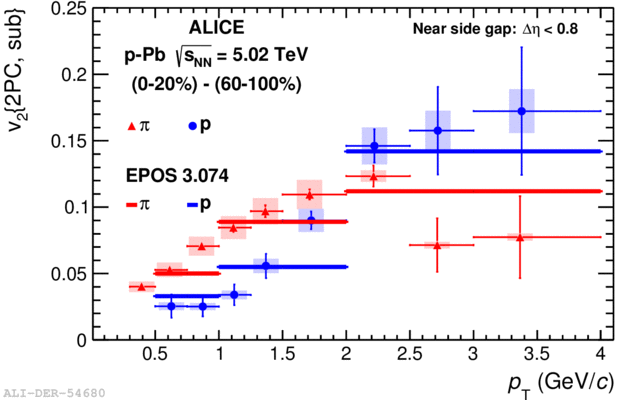 v₂{2PC, sub}
0.25
0.2
0.15
0.1
0.05
0
ALICE
p-Pb √sNN = 5.02 TeV
(0-20%) - (60-100%)
π p
EPOS 3.074
π p
Near side gap: Δη < 0.8
0.5 1 1.5 2 2.5 3 3.5 4
pT (GeV/c)
ALI-DER-54680